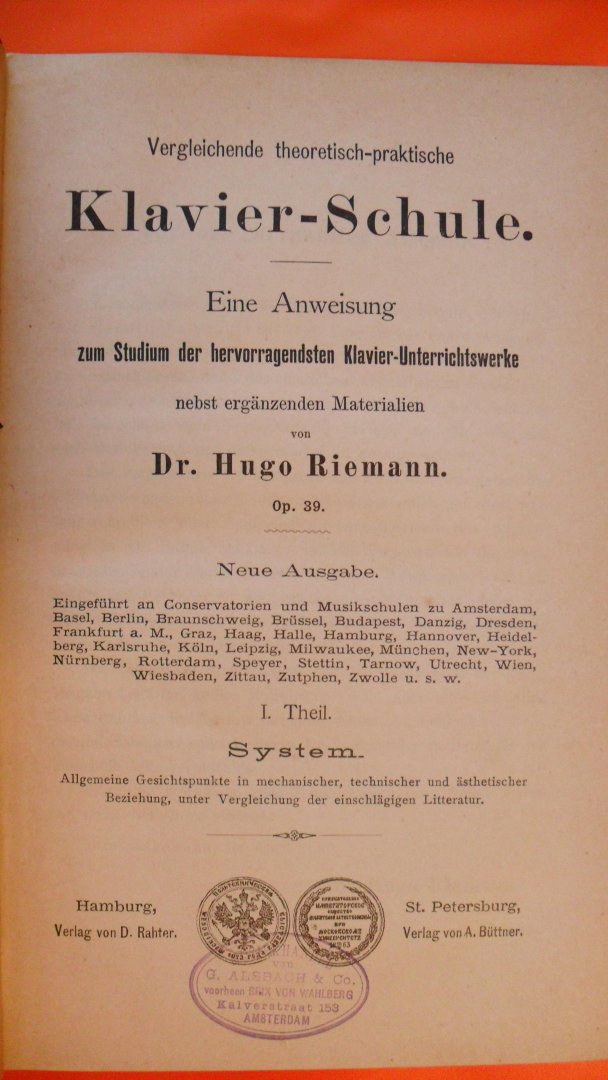 Vergleichende theoretisch-praktische
Klavier-Schule.
Eine Anweisung
zum Studium der hervorragendsten Klavier-Unterrichtswerke
nebst ergänzenden Materialien
von
Dr. Hugo Riemann.
Op. 39.
Neue Ausgabe.
Eingeführt an Conservatorien und Musikschulen zu Amsterdam,
Basel, Berlin, Braunschweig, Brüssel, Budapest, Danzig, Dresden,
Frankfurt a. M., Graz, Haag, Halle, Hamburg, Hannover, Heidel-
berg, Karlsruhe, Köln, Leipzig, Milwaukee, München, New-York,
Nürnberg, Rotterdam, Speyer, Stettin, Tarnow, Utrecht, Wien,
Wiesbaden, Zittau, Zutphen, Zwolle u. s. w.
I. Theil.
System.
Allgemeine Gesichtspunkte in mechanischer, technischer und ästhetischer
Beziehung, unter Vergleichung der einschlägigen Litteratur.
Hamburg,
Verlag von D. Rahter.
St. Petersburg,
Verlag von A. Büttner.
von
G. ALSBACH & Co.
voorheen BRIX VON WAHLBERG
Kalverstraat 153
AMSTERDAM